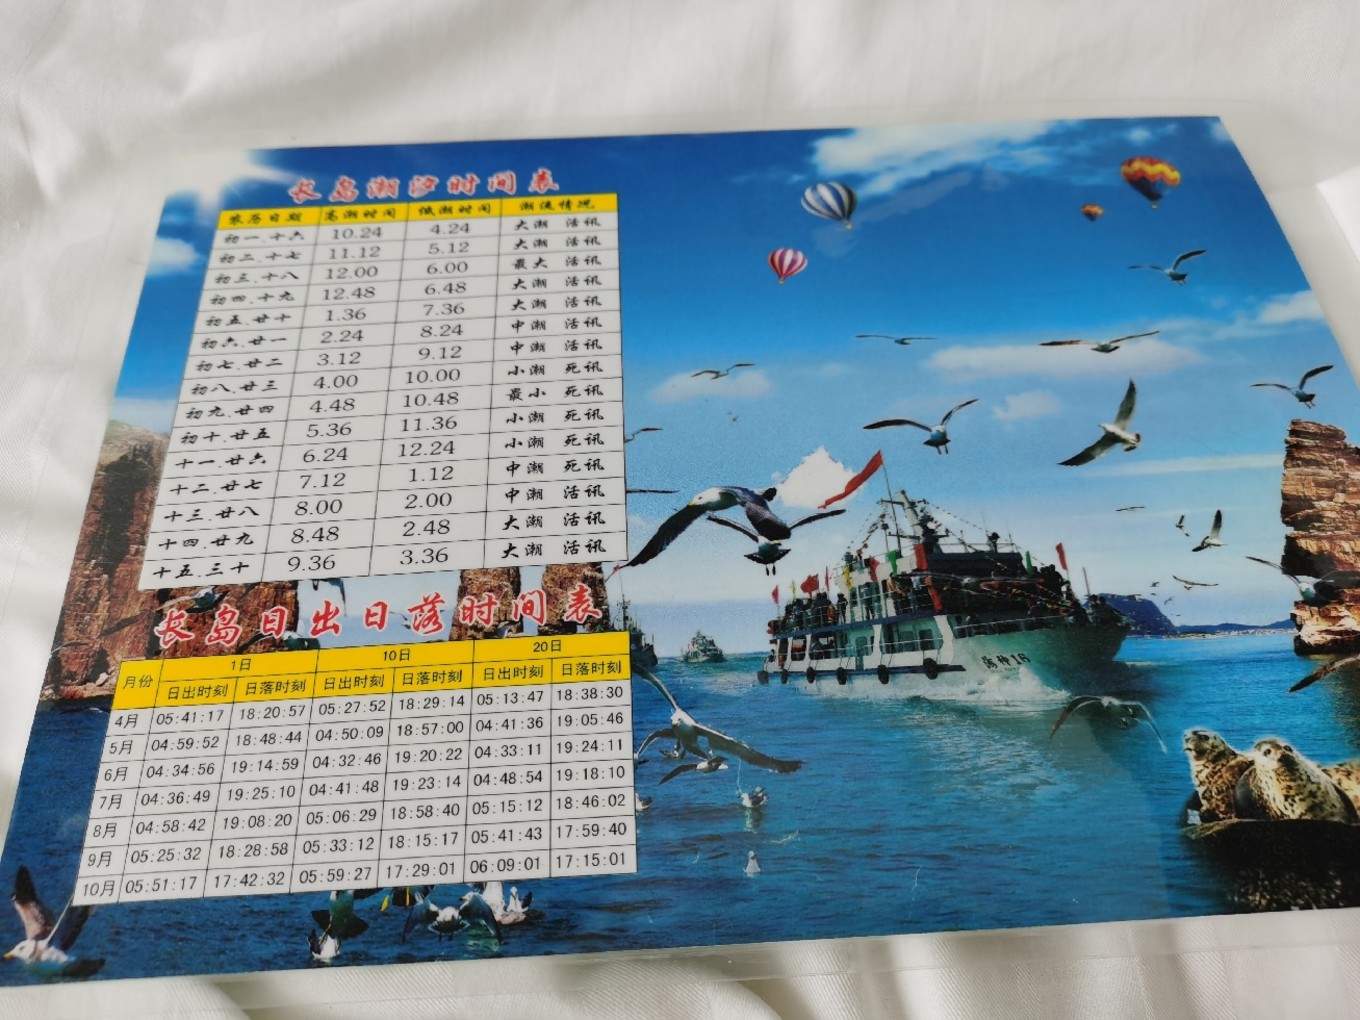 长岛潮汐时间表
农历日期 高潮时间 低潮时间 潮流情况
初一.十六 10.24 4.24 大潮 活讯
初二.十七 11.12 5.12 大潮 活讯
初三.十八 12.00 6.00 最大 活讯
初四.十九 12.48 6.48 大潮 活讯
初五.廿十 1.36 7.36 大潮 活讯
初六.廿一 2.24 8.24 中潮 活讯
初七.廿二 3.12 9.12 中潮 活讯
初八.廿三 4.00 10.00 小潮 死讯
初九.廿四 4.48 10.48 最小 死讯
初十.廿五 5.36 11.36 小潮 死讯
十一.廿六 6.24 12.24 小潮 死讯
十二.廿七 7.12 1.12 中潮 死讯
十三.廿八 8.00 2.00 中潮 活讯
十四.廿九 8.48 2.48 大潮 活讯
十五.三十 9.36 3.36 大潮 活讯
长岛日出日落时间表
月份 1日 10日 20日
日出时刻 日落时刻 日出时刻 日落时刻 日出时刻 日落时刻
4月 05:41:17 18:20:57 05:27:52 18:29:14 05:13:47 18:38:30
5月 04:59:52 18:48:44 04:50:09 18:57:00 04:41:36 19:05:46
6月 04:34:56 19:14:59 04:32:46 19:20:22 04:33:11 19:24:11
7月 04:36:49 19:25:10 04:41:48 19:23:14 04:48:54 19:18:10
8月 04:58:42 19:08:20 05:06:29 18:58:40 05:15:12 18:46:02
9月 05:25:32 18:28:58 05:33:12 18:15:17 05:41:43 17:59:40
10月 05:51:17 17:42:32 05:59:27 17:29:01 06:09:01 17:15:01